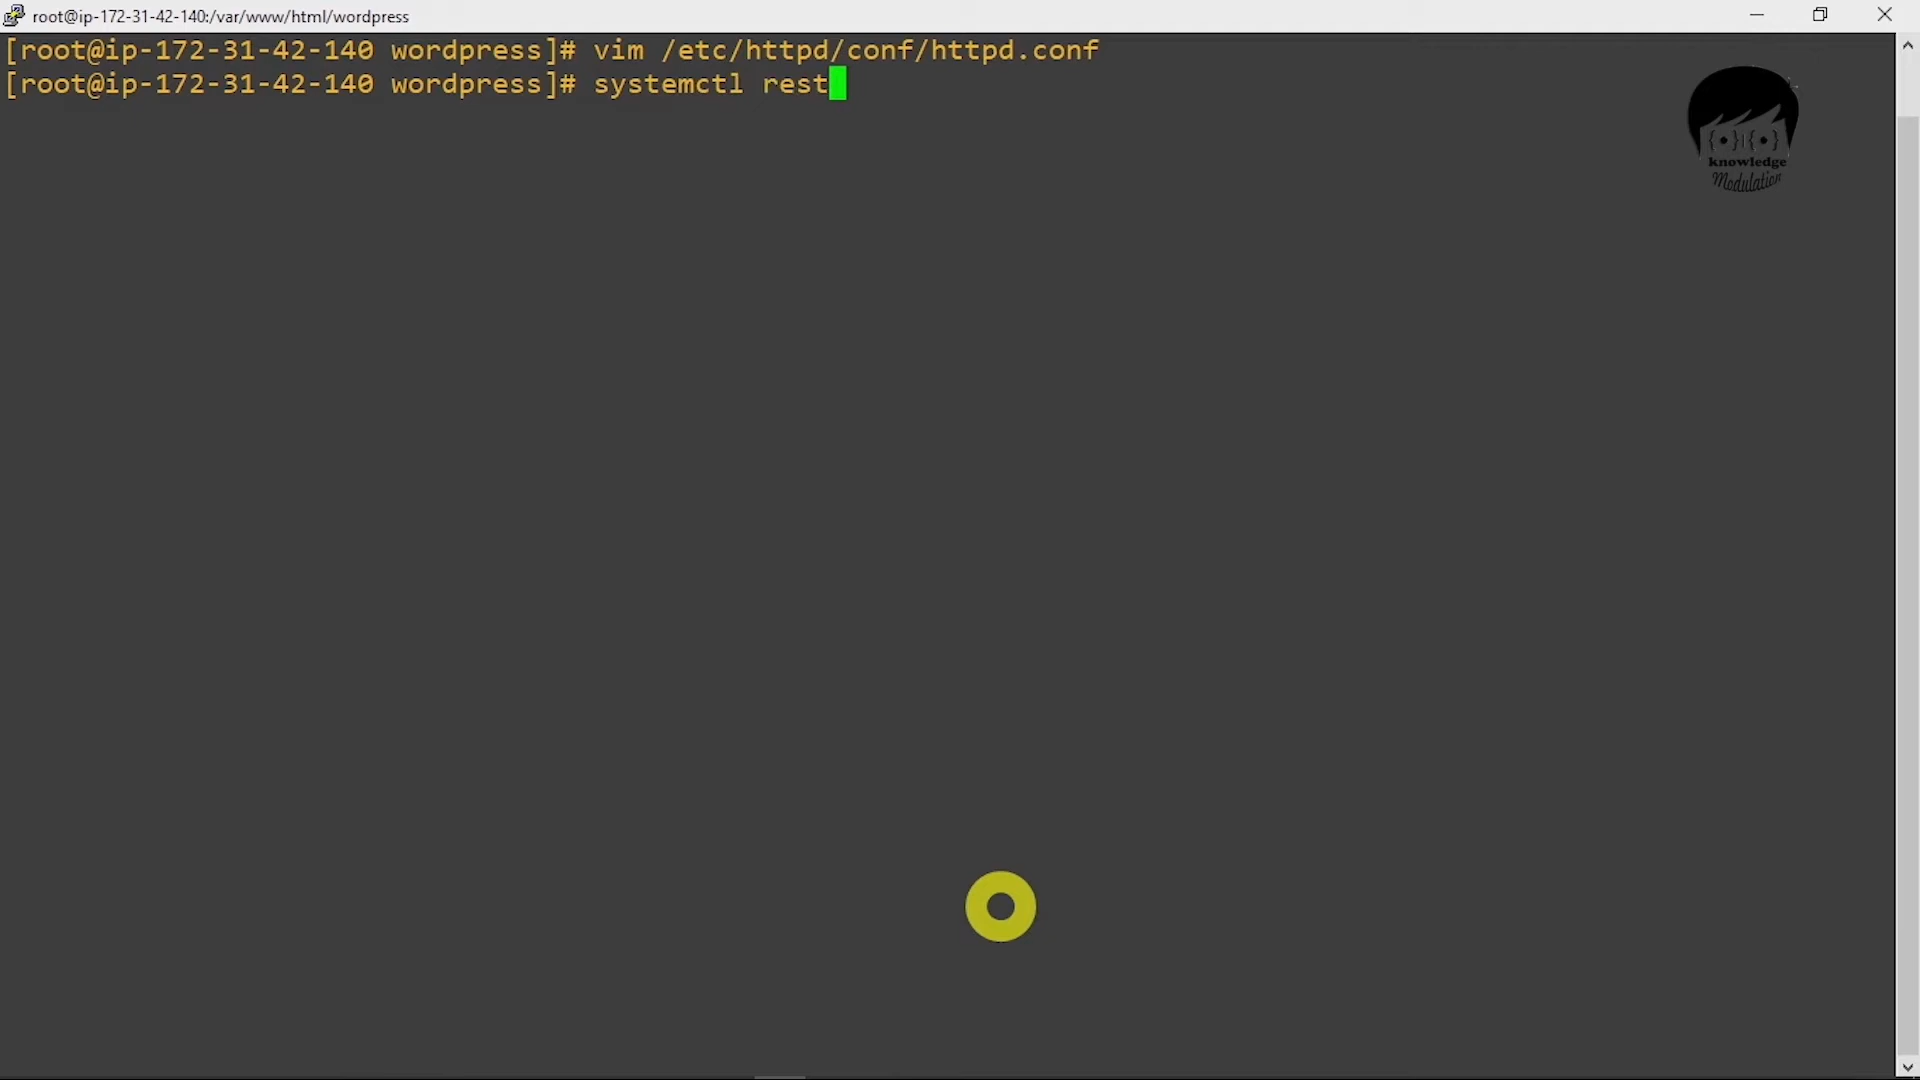 root@ip-172-31-42-140:/var/www/html/wordpress
[root@ip-172-31-42-140 wordpress]# vim /etc/httpd/conf/httpd.conf
[root@ip-172-31-42-140 wordpress]# systemctl rest
{•}|{•}
knowledge
Modulation